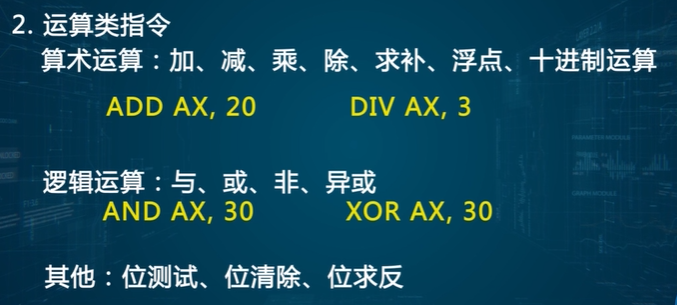 2. 运算类指令
算术运算：加、减、乘、除、求补、浮点、十进制运算
ADD AX, 20 DIV AX, 3
逻辑运算：与、或、非、异或
AND AX, 30 XOR AX, 30
其他：位测试、位清除、位求反